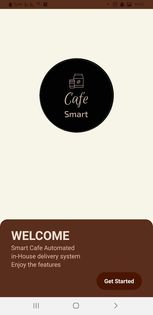 Cafe
Smart
WELCOME
Smart Cafe Automated
in-House delivery system
Enjoy the features
Get Started